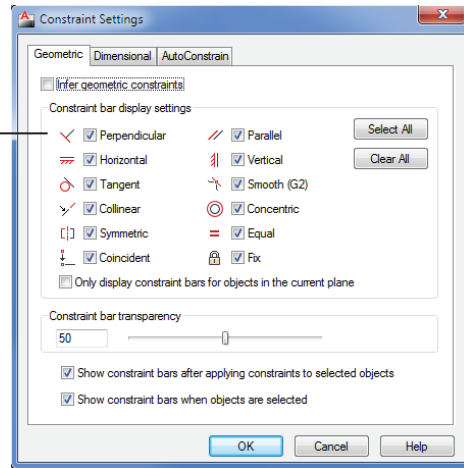 Constraint Settings
Geometric Dimensional AutoConstrain
Infer geometric constraints
Constraint bar display settings
Perpendicular Parallel Select All
Horizontal Vertical Clear All
Tangent Smooth (G2)
Collinear Concentric
Symmetric Equal
Coincident Fix
Only display constraint bars for objects in the current plane
Constraint bar transparency
50
Show constraint bars after applying constraints to selected objects
Show constraint bars when objects are selected
OK Cancel Help